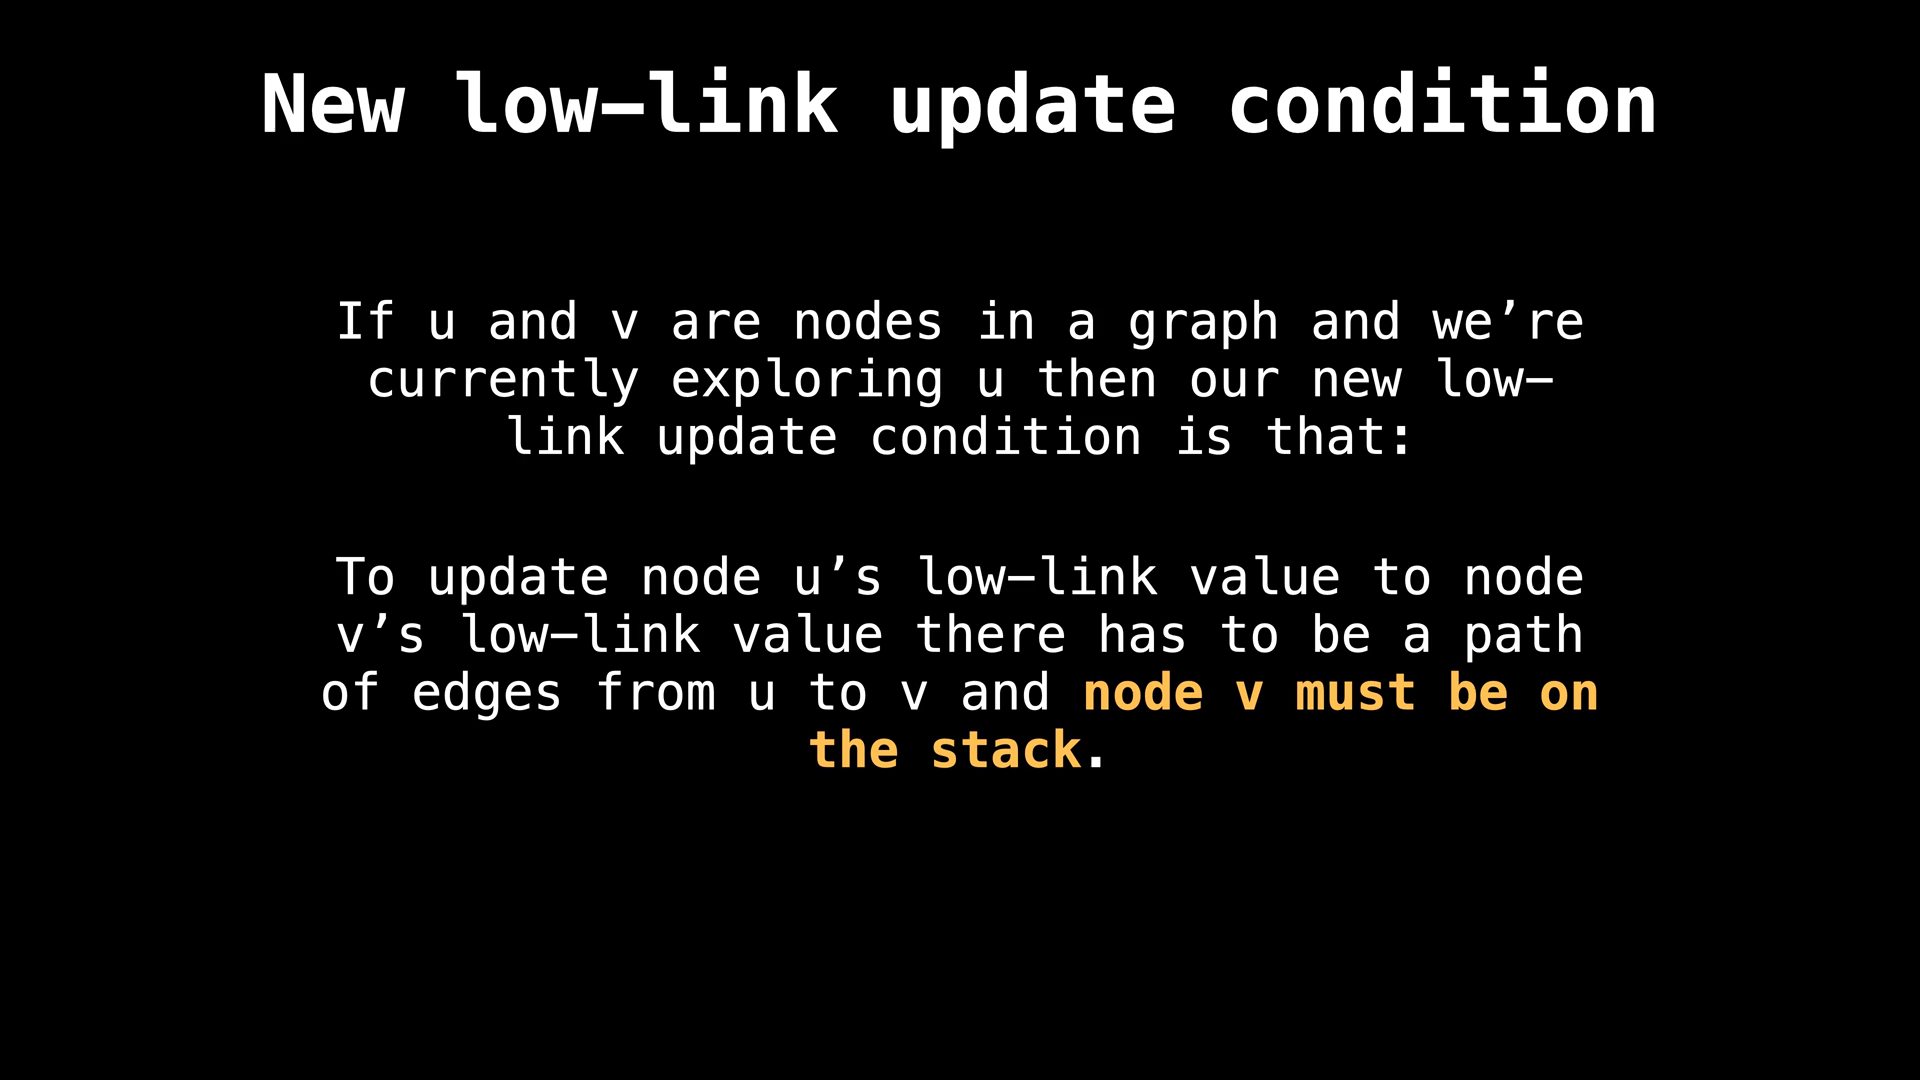 New low-link update condition
If u and v are nodes in a graph and we’re
currently exploring u then our new low-
link update condition is that:
To update node u’s low-link value to node
v’s low-link value there has to be a path
of edges from u to v and node v must be on
the stack.